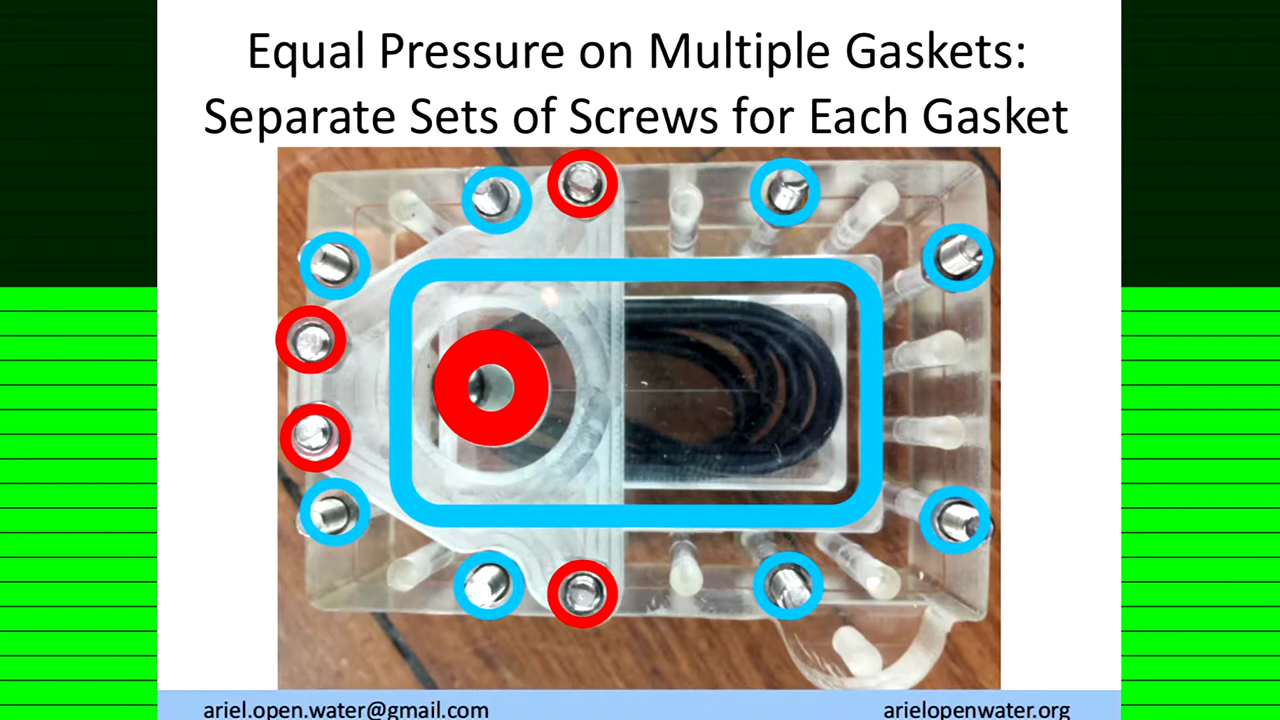 Equal Pressure on Multiple Gaskets:
Separate Sets of Screws for Each Gasket
ariel.open.water@gmail.com
arielopenwater.org